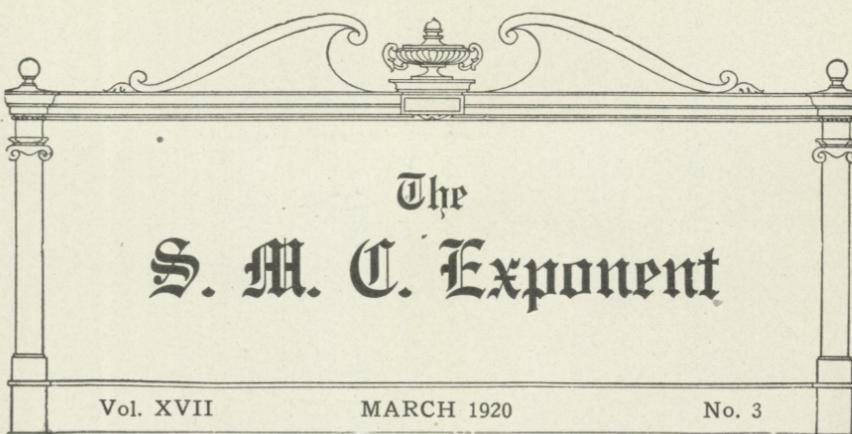 The
S. M. C. Exponent
Vol. XVII MARCH 1920 No. 3